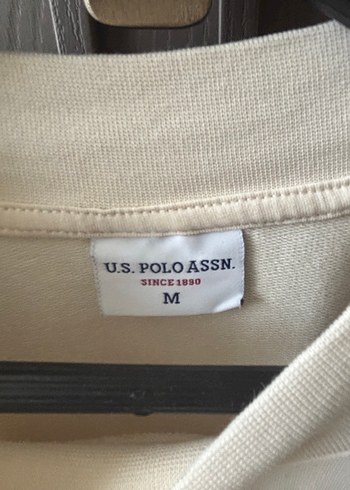 U.S. POLO ASSN.
SINCE 1890
M